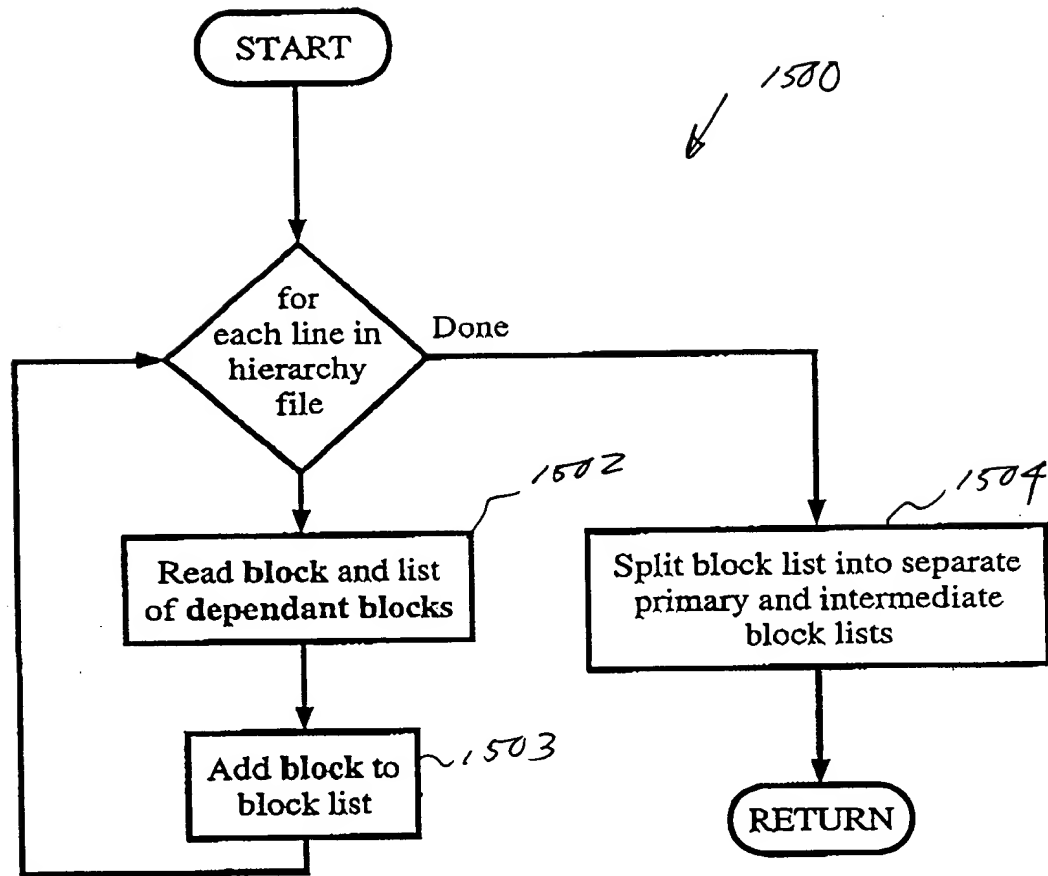 START
1500
for
each line in
hierarchy
file
Done
1502
Read block and list
of dependant blocks
1503
Add block to
block list
1504
Split block list into separate
primary and intermediate
block lists
RETURN